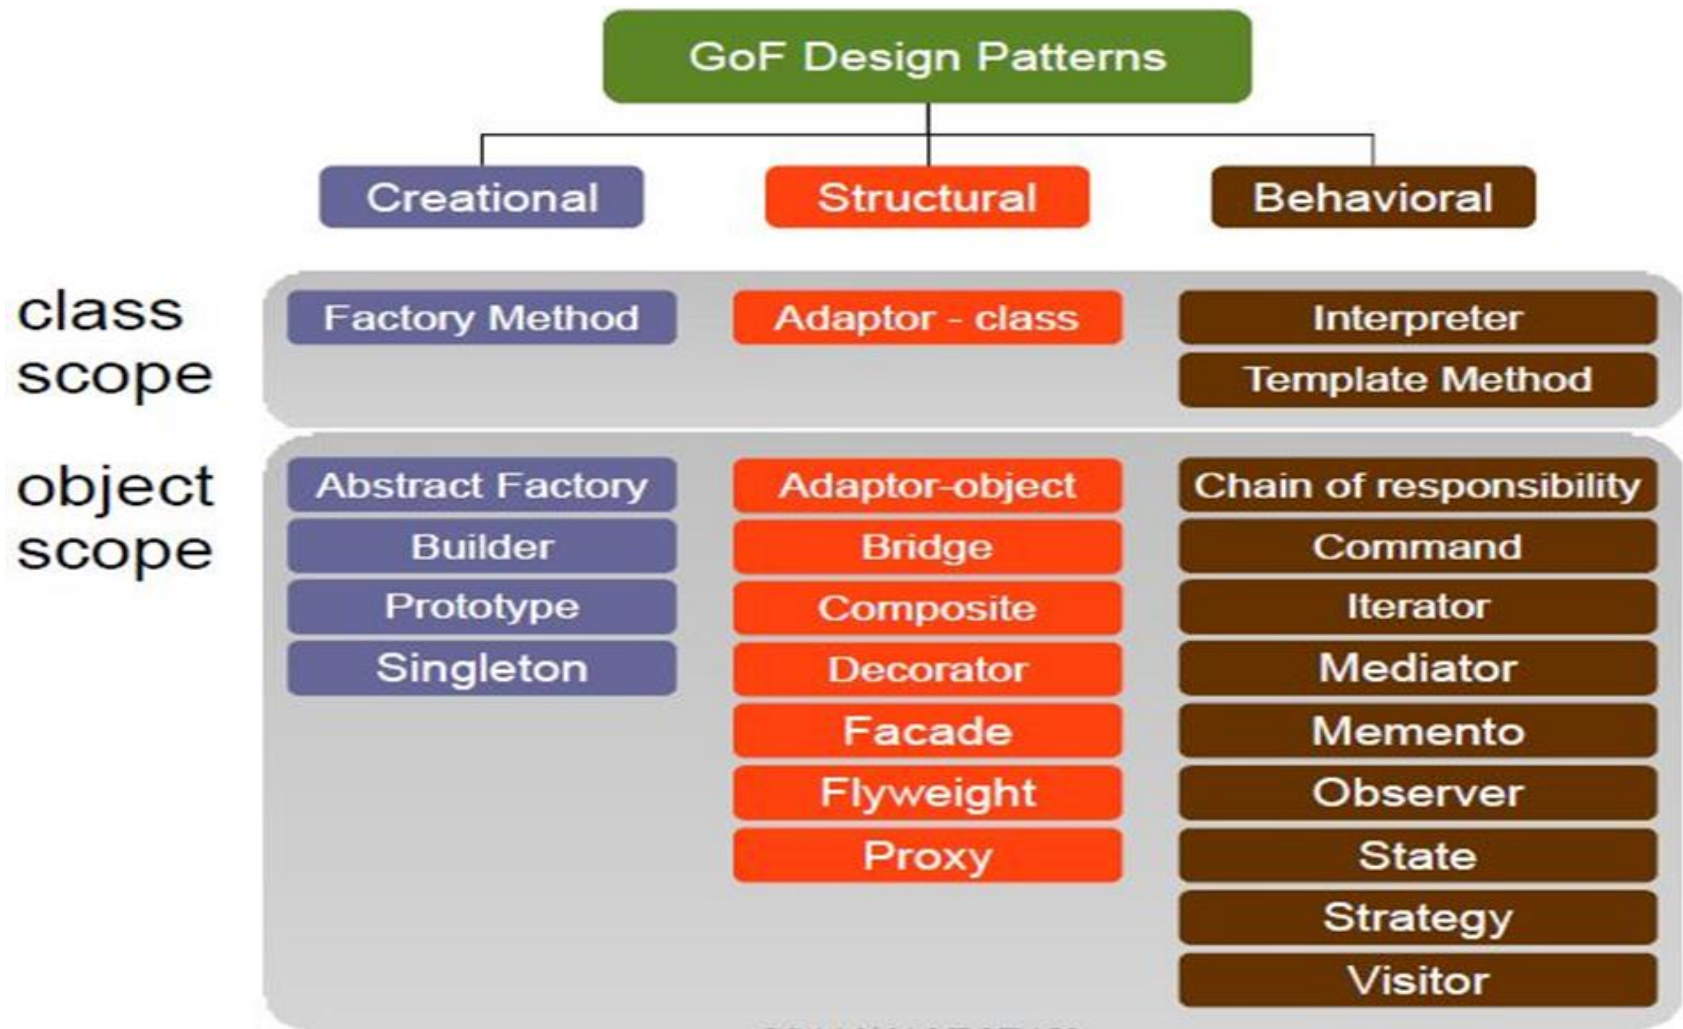 GoF Design Patterns
Creational
Structural
Behavioral
class
scope
Factory Method
Adaptor - class
Interpreter
Template Method
object
scope
Abstract Factory
Builder
Prototype
Singleton
Adaptor-object
Bridge
Composite
Decorator
Facade
Flyweight
Proxy
Chain of responsibility
Command
Iterator
Mediator
Memento
Observer
State
Strategy
Visitor